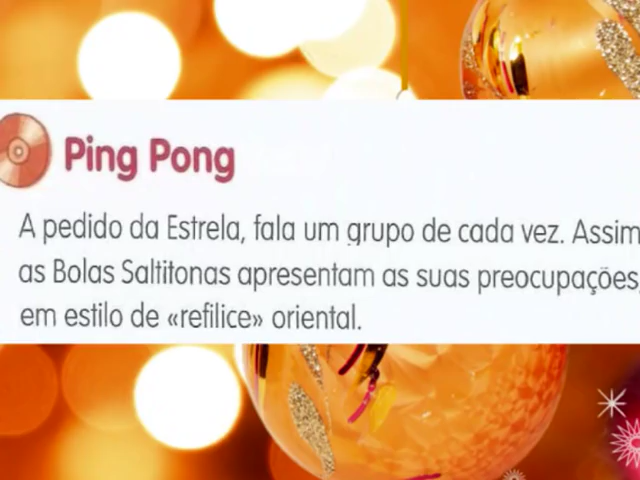 Ping Pong
A pedido da Estrela, fala um grupo de cada vez. Assim
as Bolas Saltitonas apresentam as suas preocupações,
em estilo de «refilice» oriental.